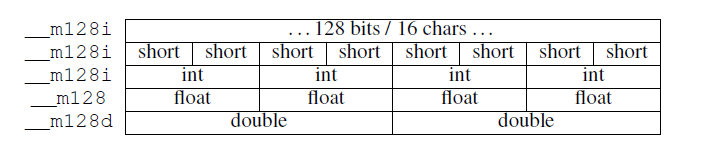 __m128i ... 128 bits / 16 chars ...
__m128i short short short short short short short short
__m128i int int int int
__m128 float float float float
__m128d double double